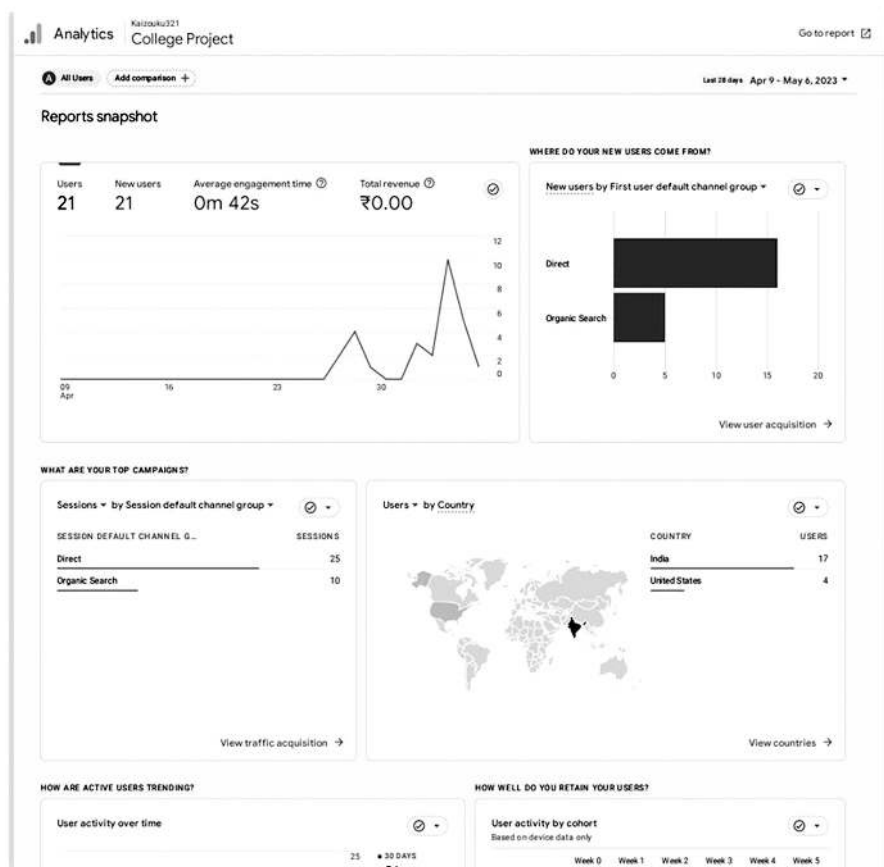 Kaizouku321
Analytics
College Project
Go to report
A All Users
Add comparison +
Last 28 days Apr 9 - May 6, 2023
Reports snapshot
Users
21
New users
21
Average engagement time
0m 42s
Total revenue
₹0.00
12
10
8
6
4
2
0
09
Apr
16
23
30
WHERE DO YOUR NEW USERS COME FROM?
New users by First user default channel group
Direct
Organic Search
0 5 10 15 20
View user acquisition →
WHAT ARE YOUR TOP CAMPAIGNS?
Sessions by Session default channel group
SESSION DEFAULT CHANNEL G... SESSIONS
Direct 25
Organic Search 10
View traffic acquisition →
Users by Country
COUNTRY USERS
India 17
United States 4
View countries →
HOW ARE ACTIVE USERS TRENDING?
User activity over time
25
30 DAYS
HOW WELL DO YOU RETAIN YOUR USERS?
User activity by cohort
Based on device data only
Week 0 Week 1 Week 2 Week 3 Week 4 Week 5